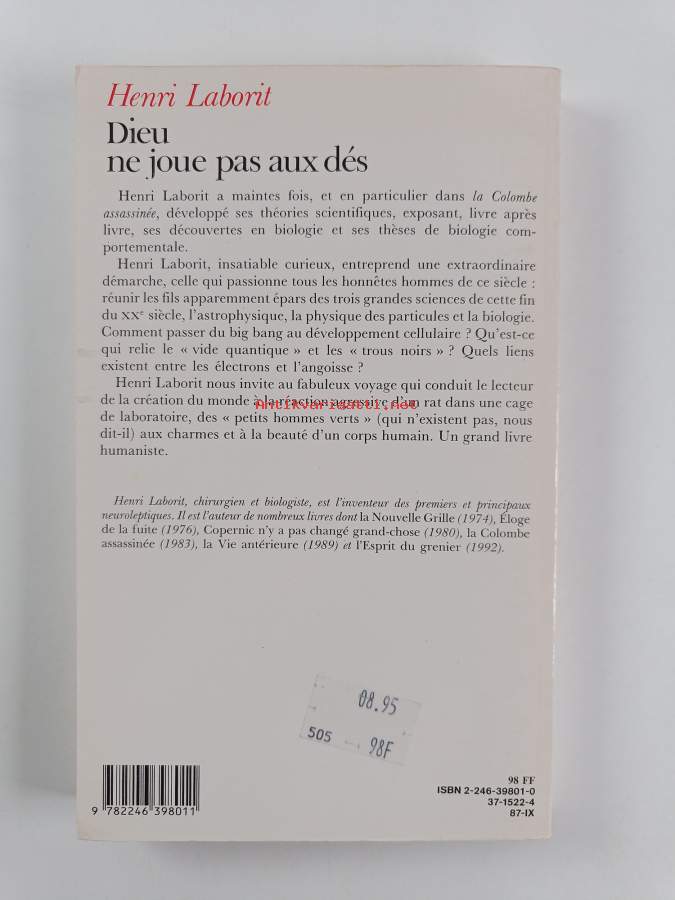 Henri Laborit
Dieu
ne joue pas aux dés
Henri Laborit a maintes fois, et en particulier dans la Colombe
assassinée, développé ses théories scientifiques, exposant, livre après
livre, ses découvertes en biologie et ses thèses de biologie com-
portementale.
Henri Laborit, insatiable curieux, entreprend une extraordinaire
démarche, celle qui passionne tous les honnêtes hommes de ce siècle :
réunir les fils apparemment épars des trois grandes sciences de cette fin
du XXe siècle, l'astrophysique, la physique des particules et la biologie.
Comment passer du big bang au développement cellulaire ? Qu'est-ce
qui relie le « vide quantique » et les « trous noirs » ? Quels liens
existent entre les électrons et l'angoisse ?
Henri Laborit nous invite au fabuleux voyage qui conduit le lecteur
de la création du monde à la réaction agressive d'un rat dans une cage
Antikvariaatti.net
de laboratoire, des « petits hommes verts » (qui n'existent pas, nous
dit-il) aux charmes et à la beauté d'un corps humain. Un grand livre
humaniste.
Henri Laborit, chirurgien et biologiste, est l'inventeur des premiers et principaux
neuroleptiques. Il est l'auteur de nombreux livres dont la Nouvelle Grille (1974), Éloge
de la fuite (1976), Copernic n'y a pas changé grand-chose (1980), la Colombe
assassinée (1983), la Vie antérieure (1989) et l'Esprit du grenier (1992).
08.95
505 98F
98 FF
ISBN 2-246-39801-0
37-1522-4
87-IX
9 782246 398011